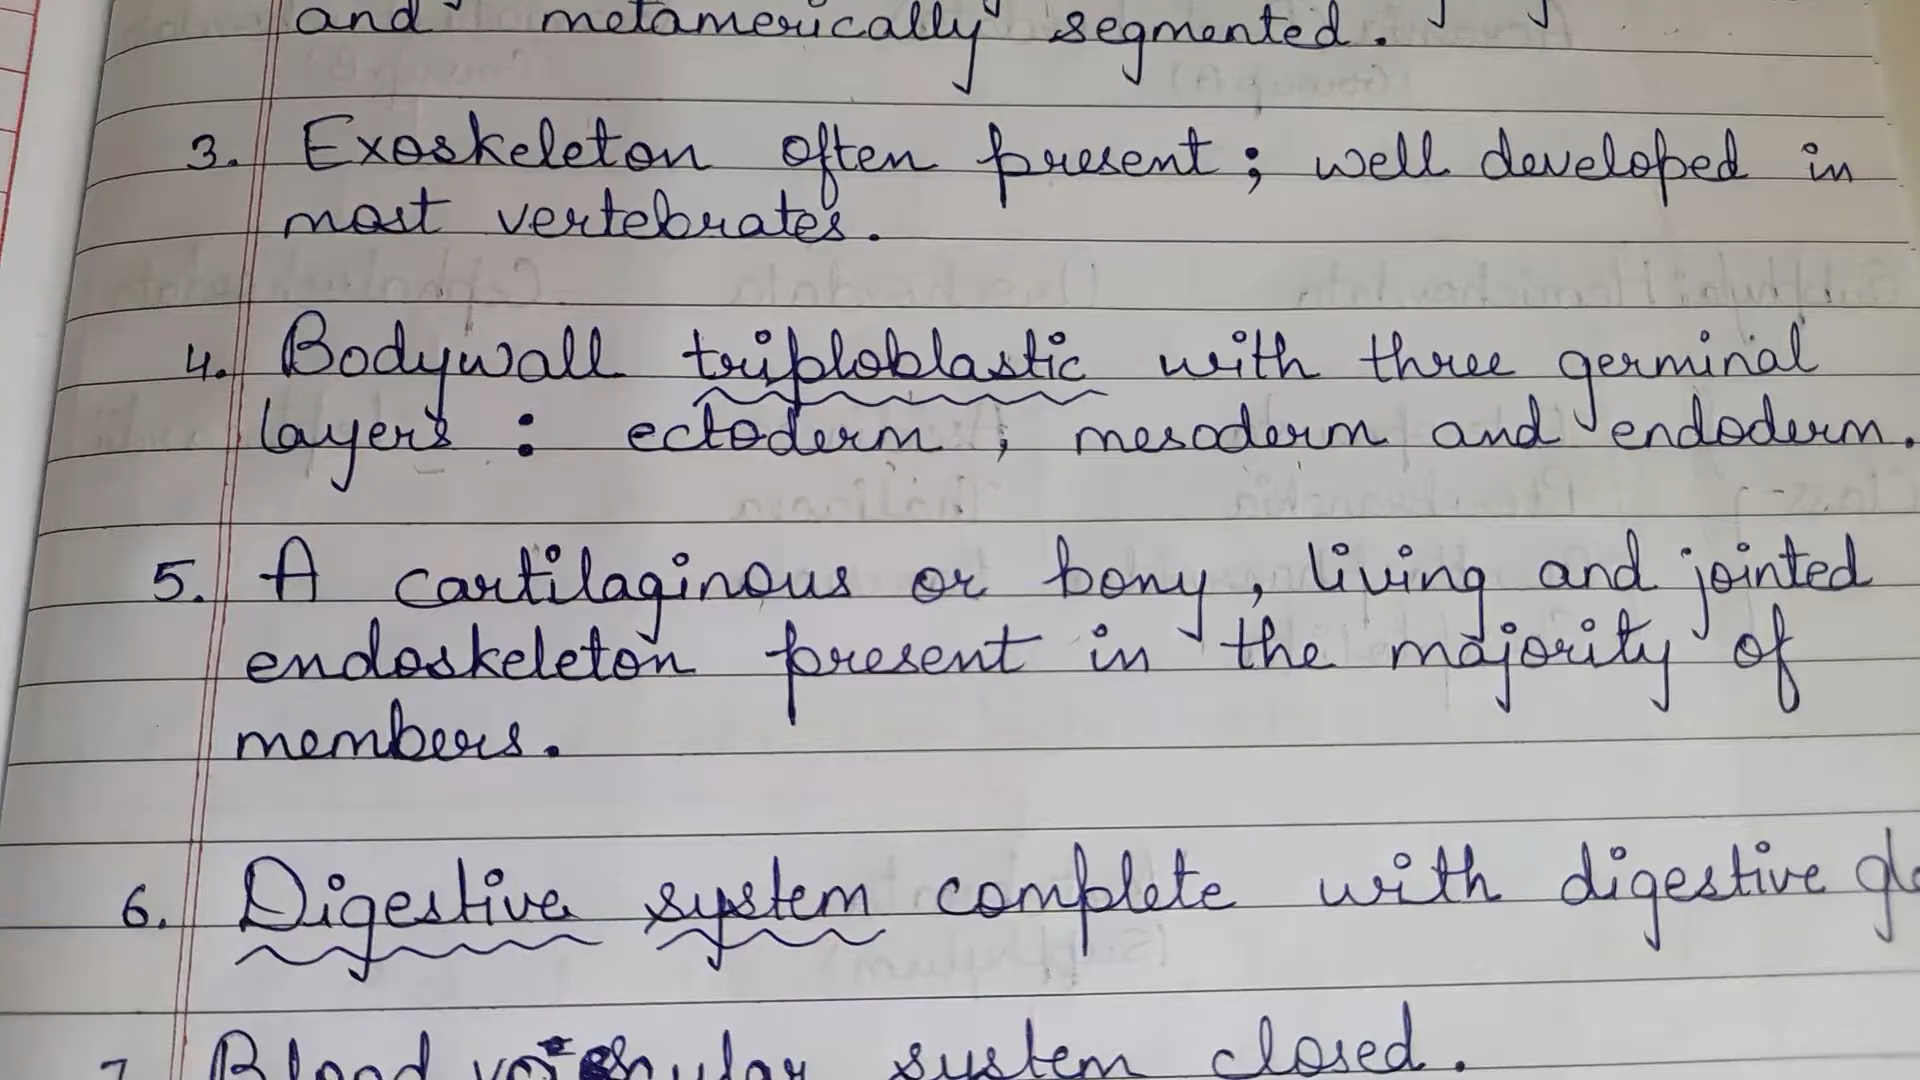 and metamerically segmented.
3. Exoskeleton often present; well developed in
most vertebrates.
4. Bodywall triploblastic with three germinal
layers : ectoderm ; mesoderm and endoderm.
5. A cartilaginous or bony, living and jointed
endoskeleton present in the majority of
members.
6. Digestive system complete with digestive
7 Blood system closed.